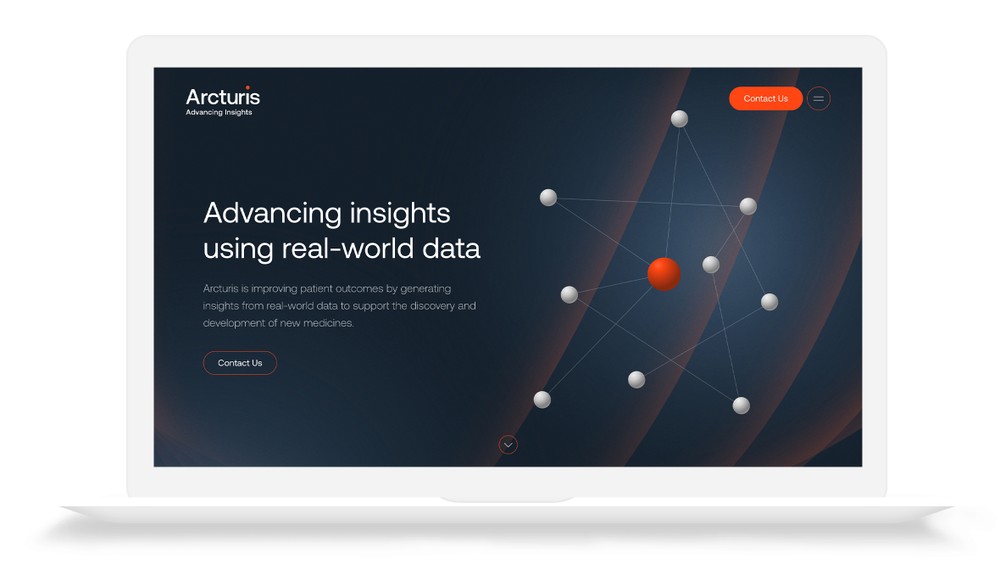 Arcturis
Advancing Insights
Contact Us
Advancing insights
using real-world data
Arcturis is improving patient outcomes by generating
insights from real-world data to support the discovery and
development of new medicines.
Contact Us